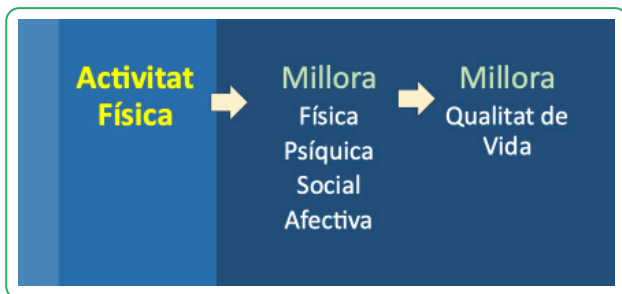 Activitat
Física
Millora
Física
Psíquica
Social
Afectiva
Millora
Qualitat de
Vida